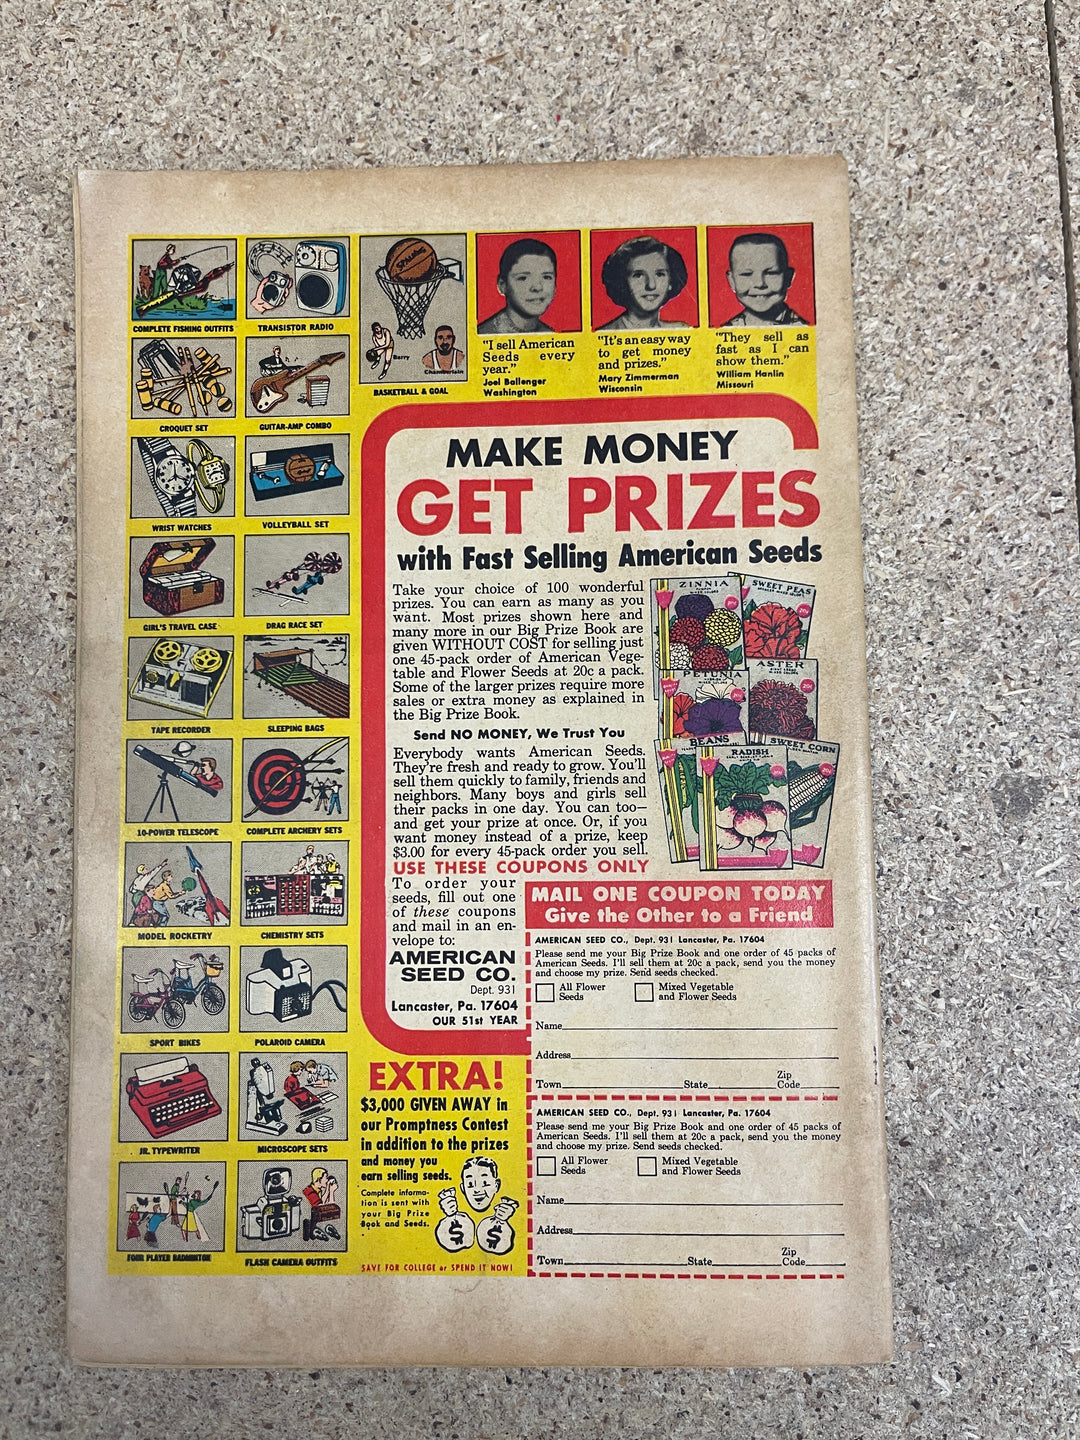 COMPLETE FISHING OUTFITS
TRANSISTOR RADIO
SPALDING
Barry
Chamberlain
BASKETBALL & GOAL
CROQUET SET
GUITAR-AMP COMBO
WRIST WATCHES
VOLLEYBALL SET
GIRL'S TRAVEL CASE
DRAG RACE SET
TAPE RECORDER
SLEEPING BAGS
10-POWER TELESCOPE
COMPLETE ARCHERY SETS
MODEL ROCKETRY
CHEMISTRY SETS
SPORT BIKES
POLAROID CAMERA
JR. TYPEWRITER
MICROSCOPE SETS
FOUR PLAYER BADMINTON
FLASH CAMERA OUTFITS
"I sell American
Seeds every
year."
Joel Ballenger
Washington
"It's an easy way
to get money
and prizes."
Mary Zimmerman
Wisconsin
"They sell as
fast as I can
show them."
William Hanlin
Missouri
MAKE MONEY
GET PRIZES
with Fast Selling American Seeds
Take your choice of 100 wonderful
prizes. You can earn as many as you
want. Most prizes shown here and
many more in our Big Prize Book are
given WITHOUT COST for selling just
one 45-pack order of American Vege-
table and Flower Seeds at 20c a pack.
Some of the larger prizes require more
sales or extra money as explained in
the Big Prize Book.
Send NO MONEY, We Trust You
Everybody wants American Seeds.
They're fresh and ready to grow. You'll
sell them quickly to family, friends and
neighbors. Many boys and girls sell
their packs in one day. You can too—
and get your prize at once. Or, if you
want money instead of a prize, keep
$3.00 for every 45-pack order you sell.
USE THESE COUPONS ONLY
To order your
seeds, fill out one
of these coupons
and mail in an en-
velope to:
AMERICAN
SEED CO.
Dept. 931
Lancaster, Pa. 17604
OUR 51st YEAR
ZINNIA
SWEET PEAS
PETUNIA
ASTER
BEANS
RADISH
SWEET CORN
MAIL ONE COUPON TODAY
Give the Other to a Friend
AMERICAN SEED CO., Dept. 931 Lancaster, Pa. 17604
Please send me your Big Prize Book and one order of 45 packs of
American Seeds. I'll sell them at 20c a pack, send you the money
and choose my prize. Send seeds checked.
All Flower
Seeds
Mixed Vegetable
and Flower Seeds
Name
Address
Town State Zip
Code
AMERICAN SEED CO., Dept. 931 Lancaster, Pa. 17604
Please send me your Big Prize Book and one order of 45 packs of
American Seeds. I'll sell them at 20c a pack, send you the money
and choose my prize. Send seeds checked.
All Flower
Seeds
Mixed Vegetable
and Flower Seeds
Name
Address
Town State Zip
Code
EXTRA!
$3,000 GIVEN AWAY in
our Promptness Contest
in addition to the prizes
and money you
earn selling seeds.
Complete informa-
tion is sent with
your Big Prize
Book and Seeds.
$ $
SAVE FOR COLLEGE or SPEND IT NOW!